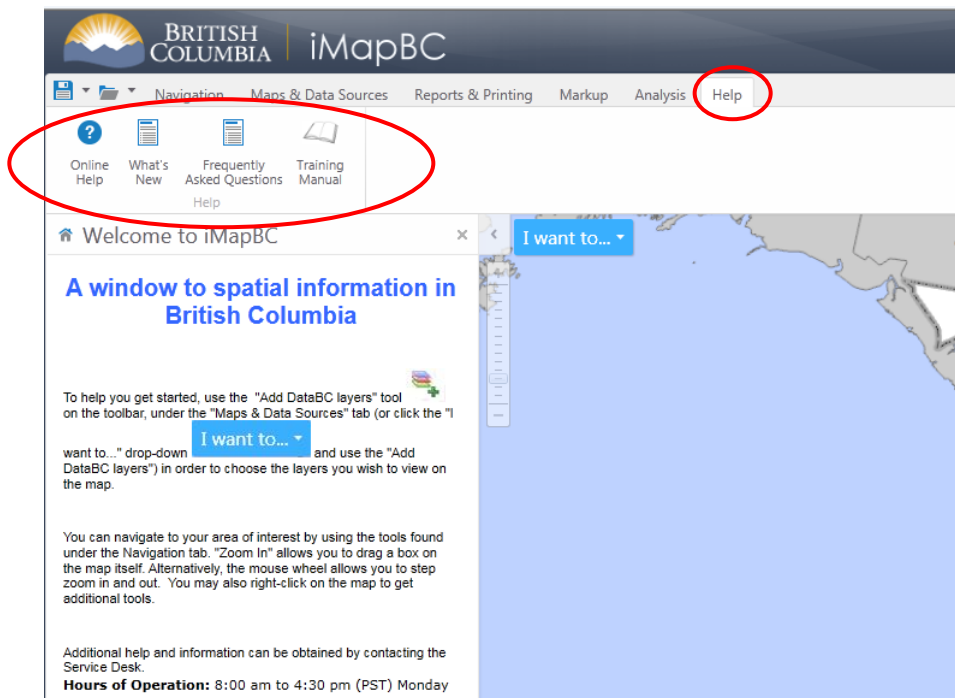 BRITISH
COLUMBIA
iMapBC
Navigation Maps & Data Sources Reports & Printing Markup Analysis Help
Online
Help
What's
New
Frequently
Asked Questions
Training
Manual
Help
Welcome to iMapBC
I want to...
A window to spatial information in
British Columbia
To help you get started, use the "Add DataBC layers" tool
on the toolbar, under the "Maps & Data Sources" tab (or click the "I
want to..." drop-down I want to... and use the "Add
DataBC layers") in order to choose the layers you wish to view on
the map.
You can navigate to your area of interest by using the tools found
under the Navigation tab. "Zoom In" allows you to drag a box on
the map itself. Alternatively, the mouse wheel allows you to step
zoom in and out. You may also right-click on the map to get
additional tools.
Additional help and information can be obtained by contacting the
Service Desk.
Hours of Operation: 8:00 am to 4:30 pm (PST) Monday